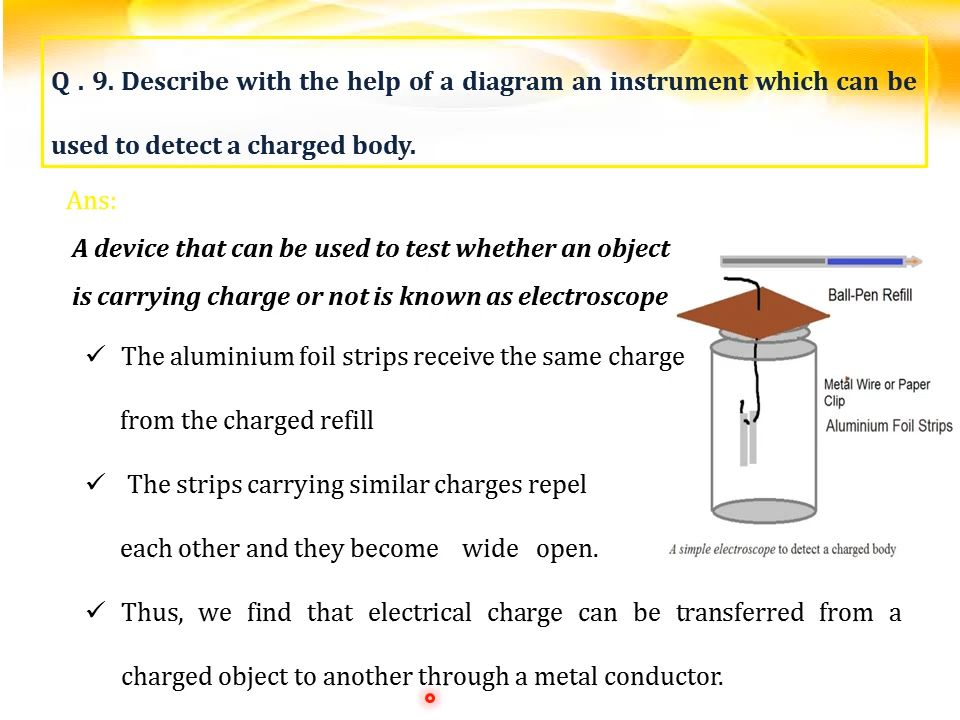 Q . 9. Describe with the help of a diagram an instrument which can be
used to detect a charged body.
Ans:
A device that can be used to test whether an object
is carrying charge or not is known as electroscope
✓ The aluminium foil strips receive the same charge
from the charged refill
✓ The strips carrying similar charges repel
each other and they become wide open.
✓ Thus, we find that electrical charge can be transferred from a
charged object to another through a metal conductor.
Ball-Pen Refill
Metal Wire or Paper
Clip
Aluminium Foil Strips
A simple electroscope to detect a charged body